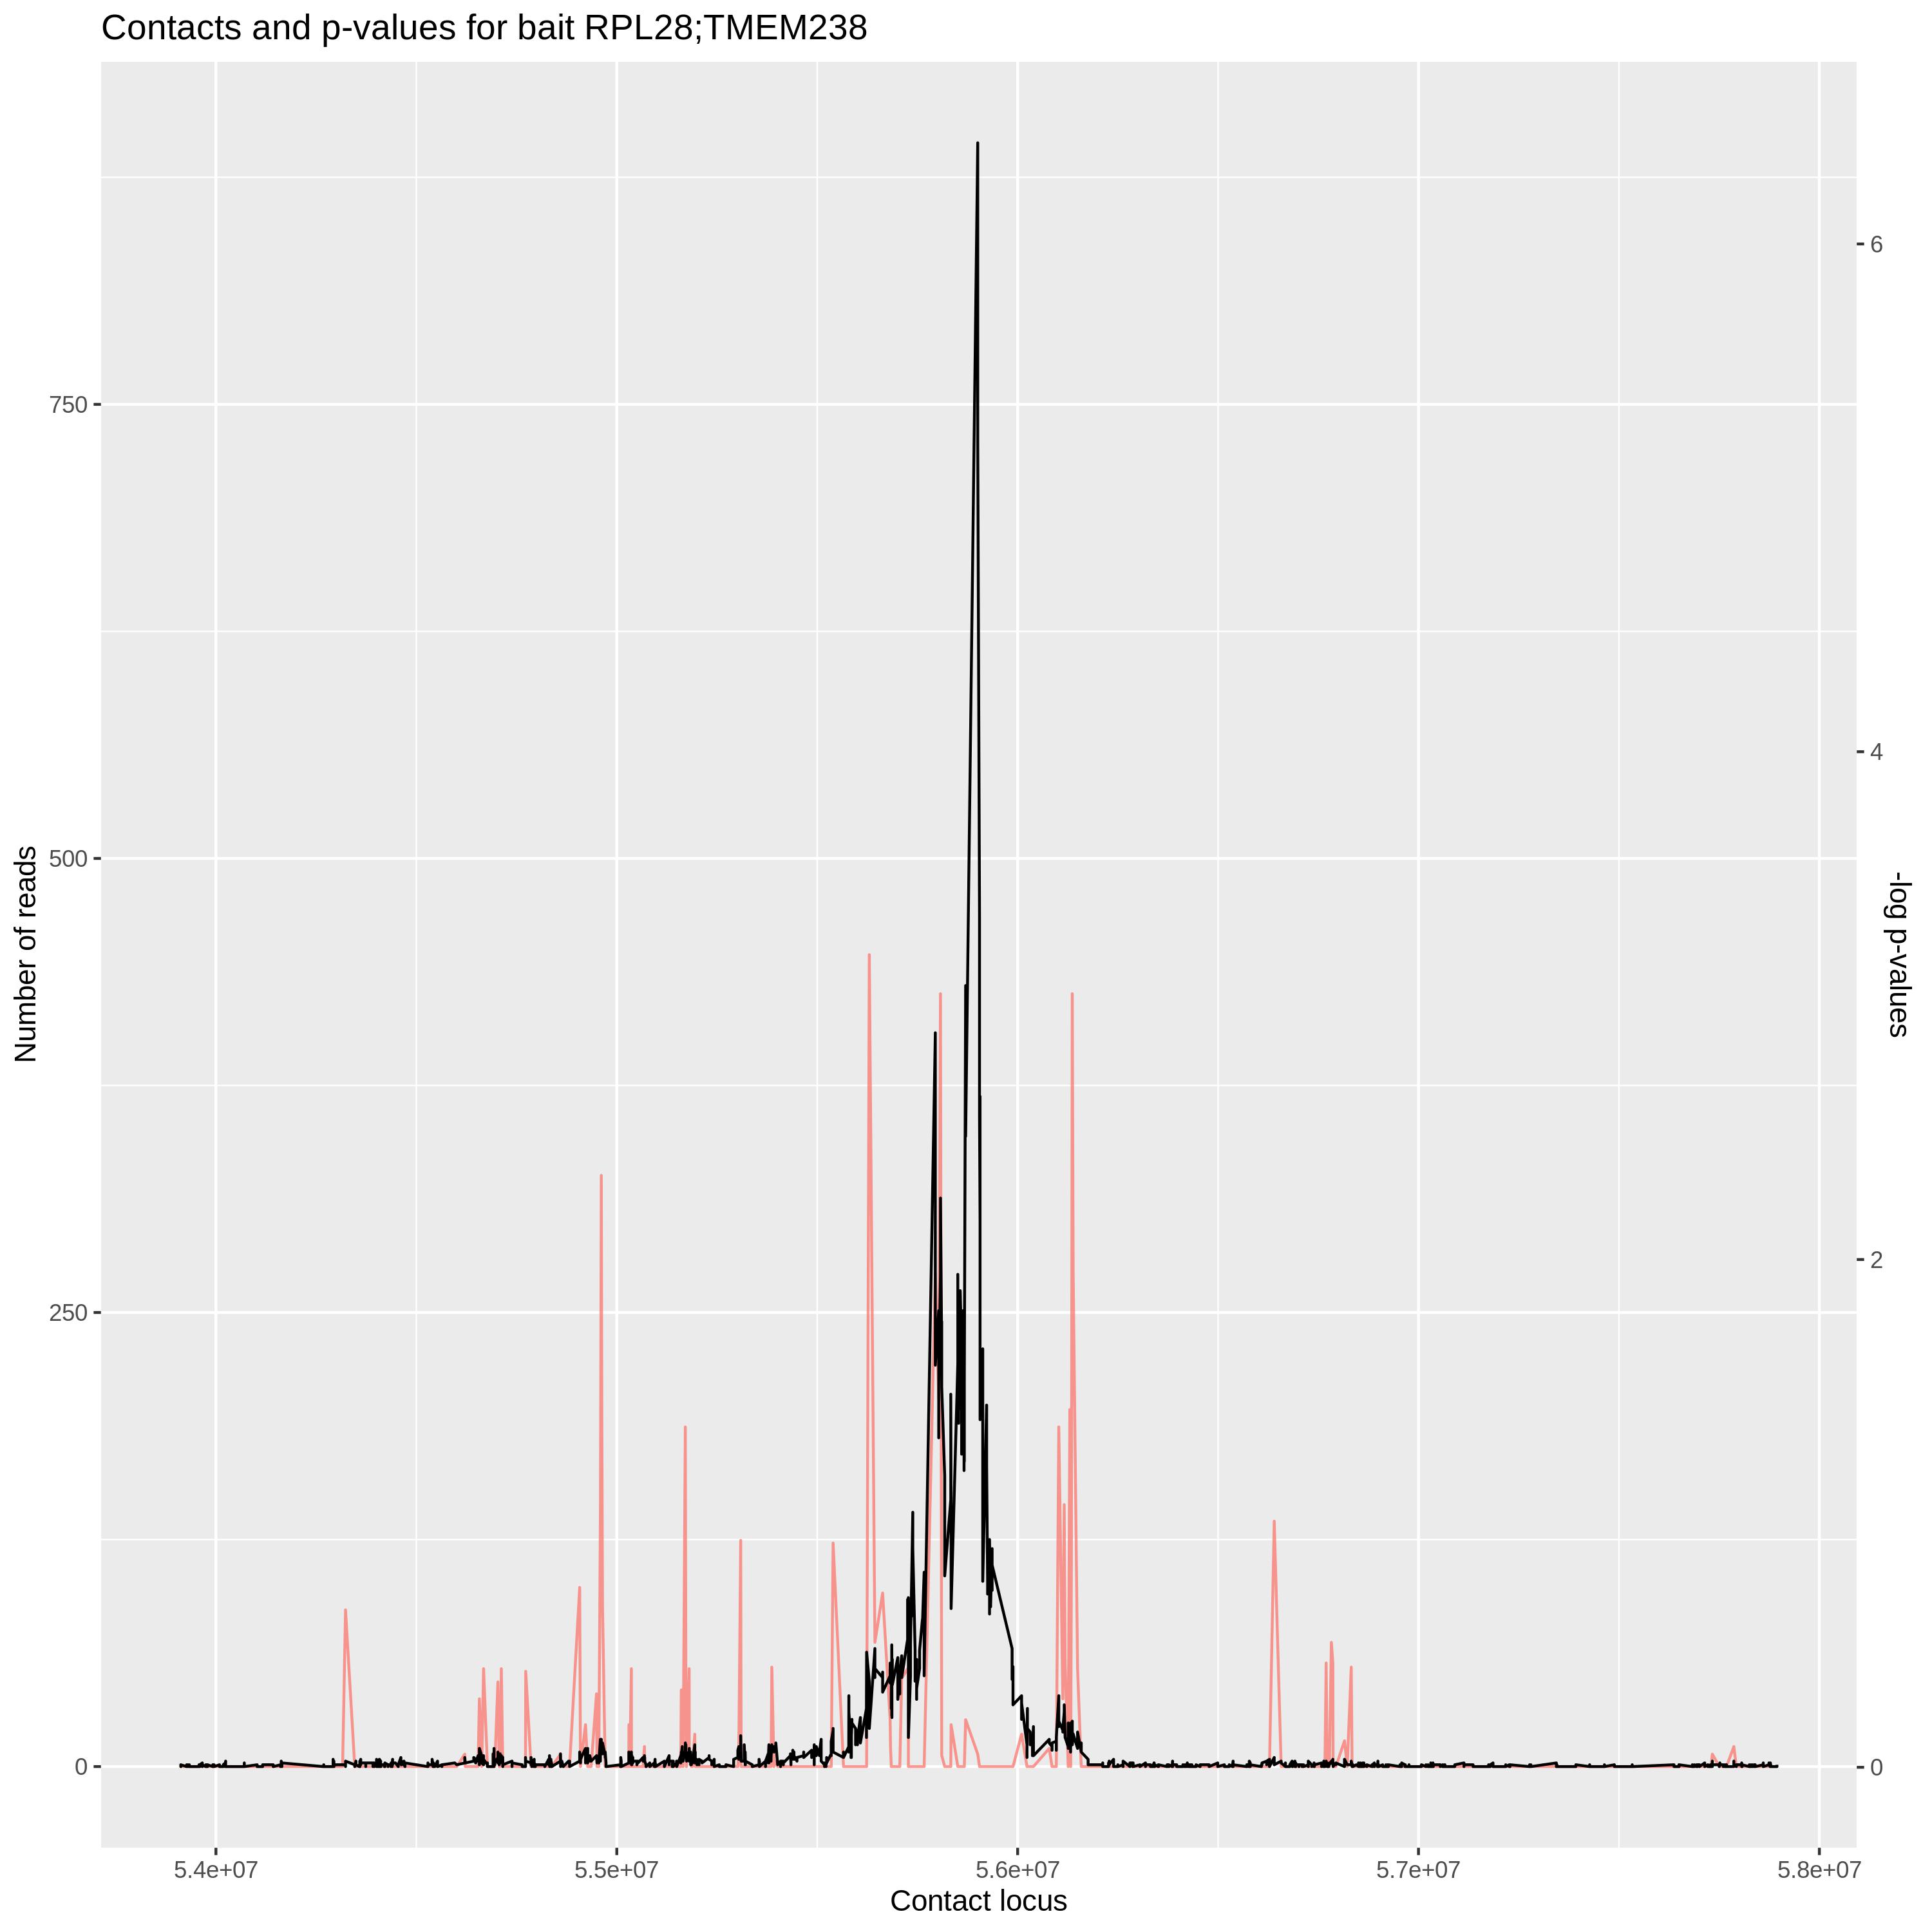 Contacts and p-values for bait RPL28;TMEM238
Number of reads
750
500
250
0
6
4
2
0
-log p-values
5.4e+07
5.5e+07
5.6e+07
5.7e+07
5.8e+07
Contact locus